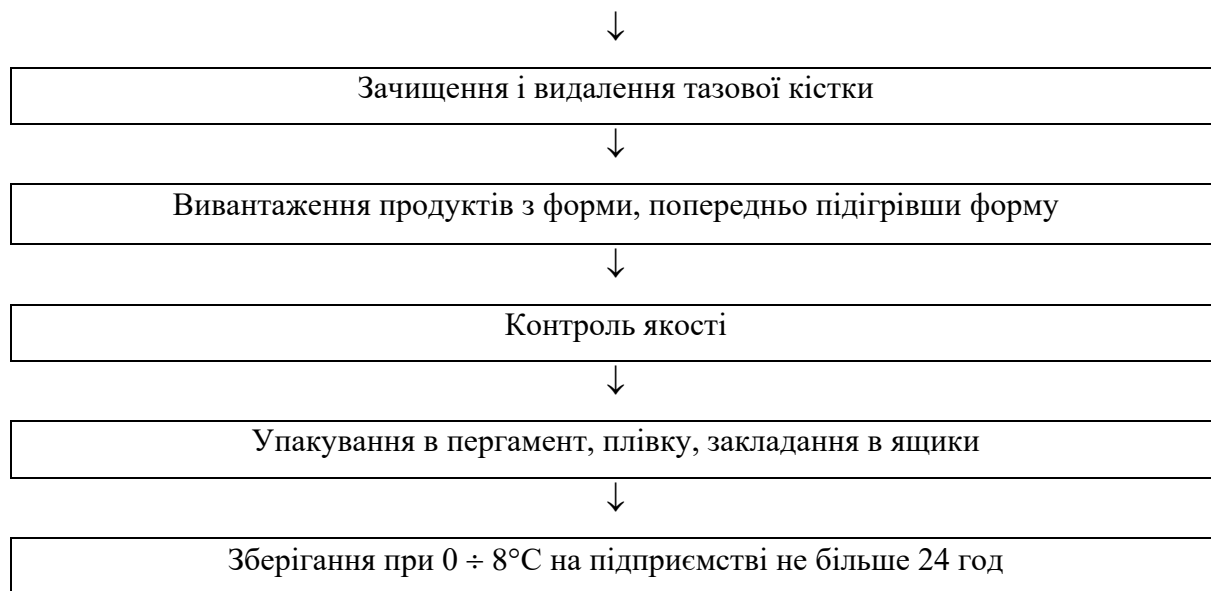 ↓
Зачищення і видалення тазової кістки
↓
Вивантаження продуктів з форми, попередньо підігрівши форму
↓
Контроль якості
↓
Упакування в пергамент, плівку, закладання в ящики
↓
Зберігання при 0 ÷ 8°С на підприємстві не більше 24 год